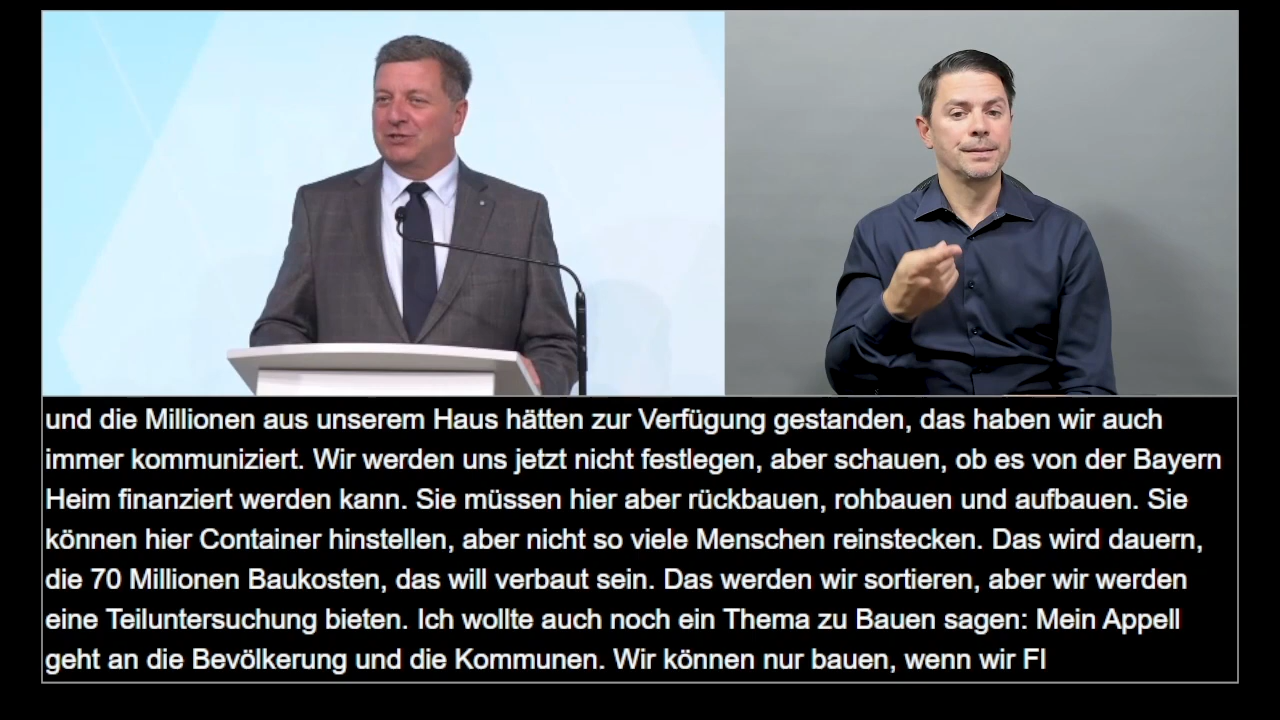 und die Millionen aus unserem Haus hätten zur Verfügung gestanden, das haben wir auch
immer kommuniziert. Wir werden uns jetzt nicht festlegen, aber schauen, ob es von der Bayern
Heim finanziert werden kann. Sie müssen hier aber rückbauen, rohbauen und aufbauen. Sie
können hier Container hinstellen, aber nicht so viele Menschen reinstecken. Das wird dauern,
die 70 Millionen Baukosten, das will verbaut sein. Das werden wir sortieren, aber wir werden
eine Teiluntersuchung bieten. Ich wollte auch noch ein Thema zu Bauen sagen: Mein Appell
geht an die Bevölkerung und die Kommunen. Wir können nur bauen, wenn wir Fl